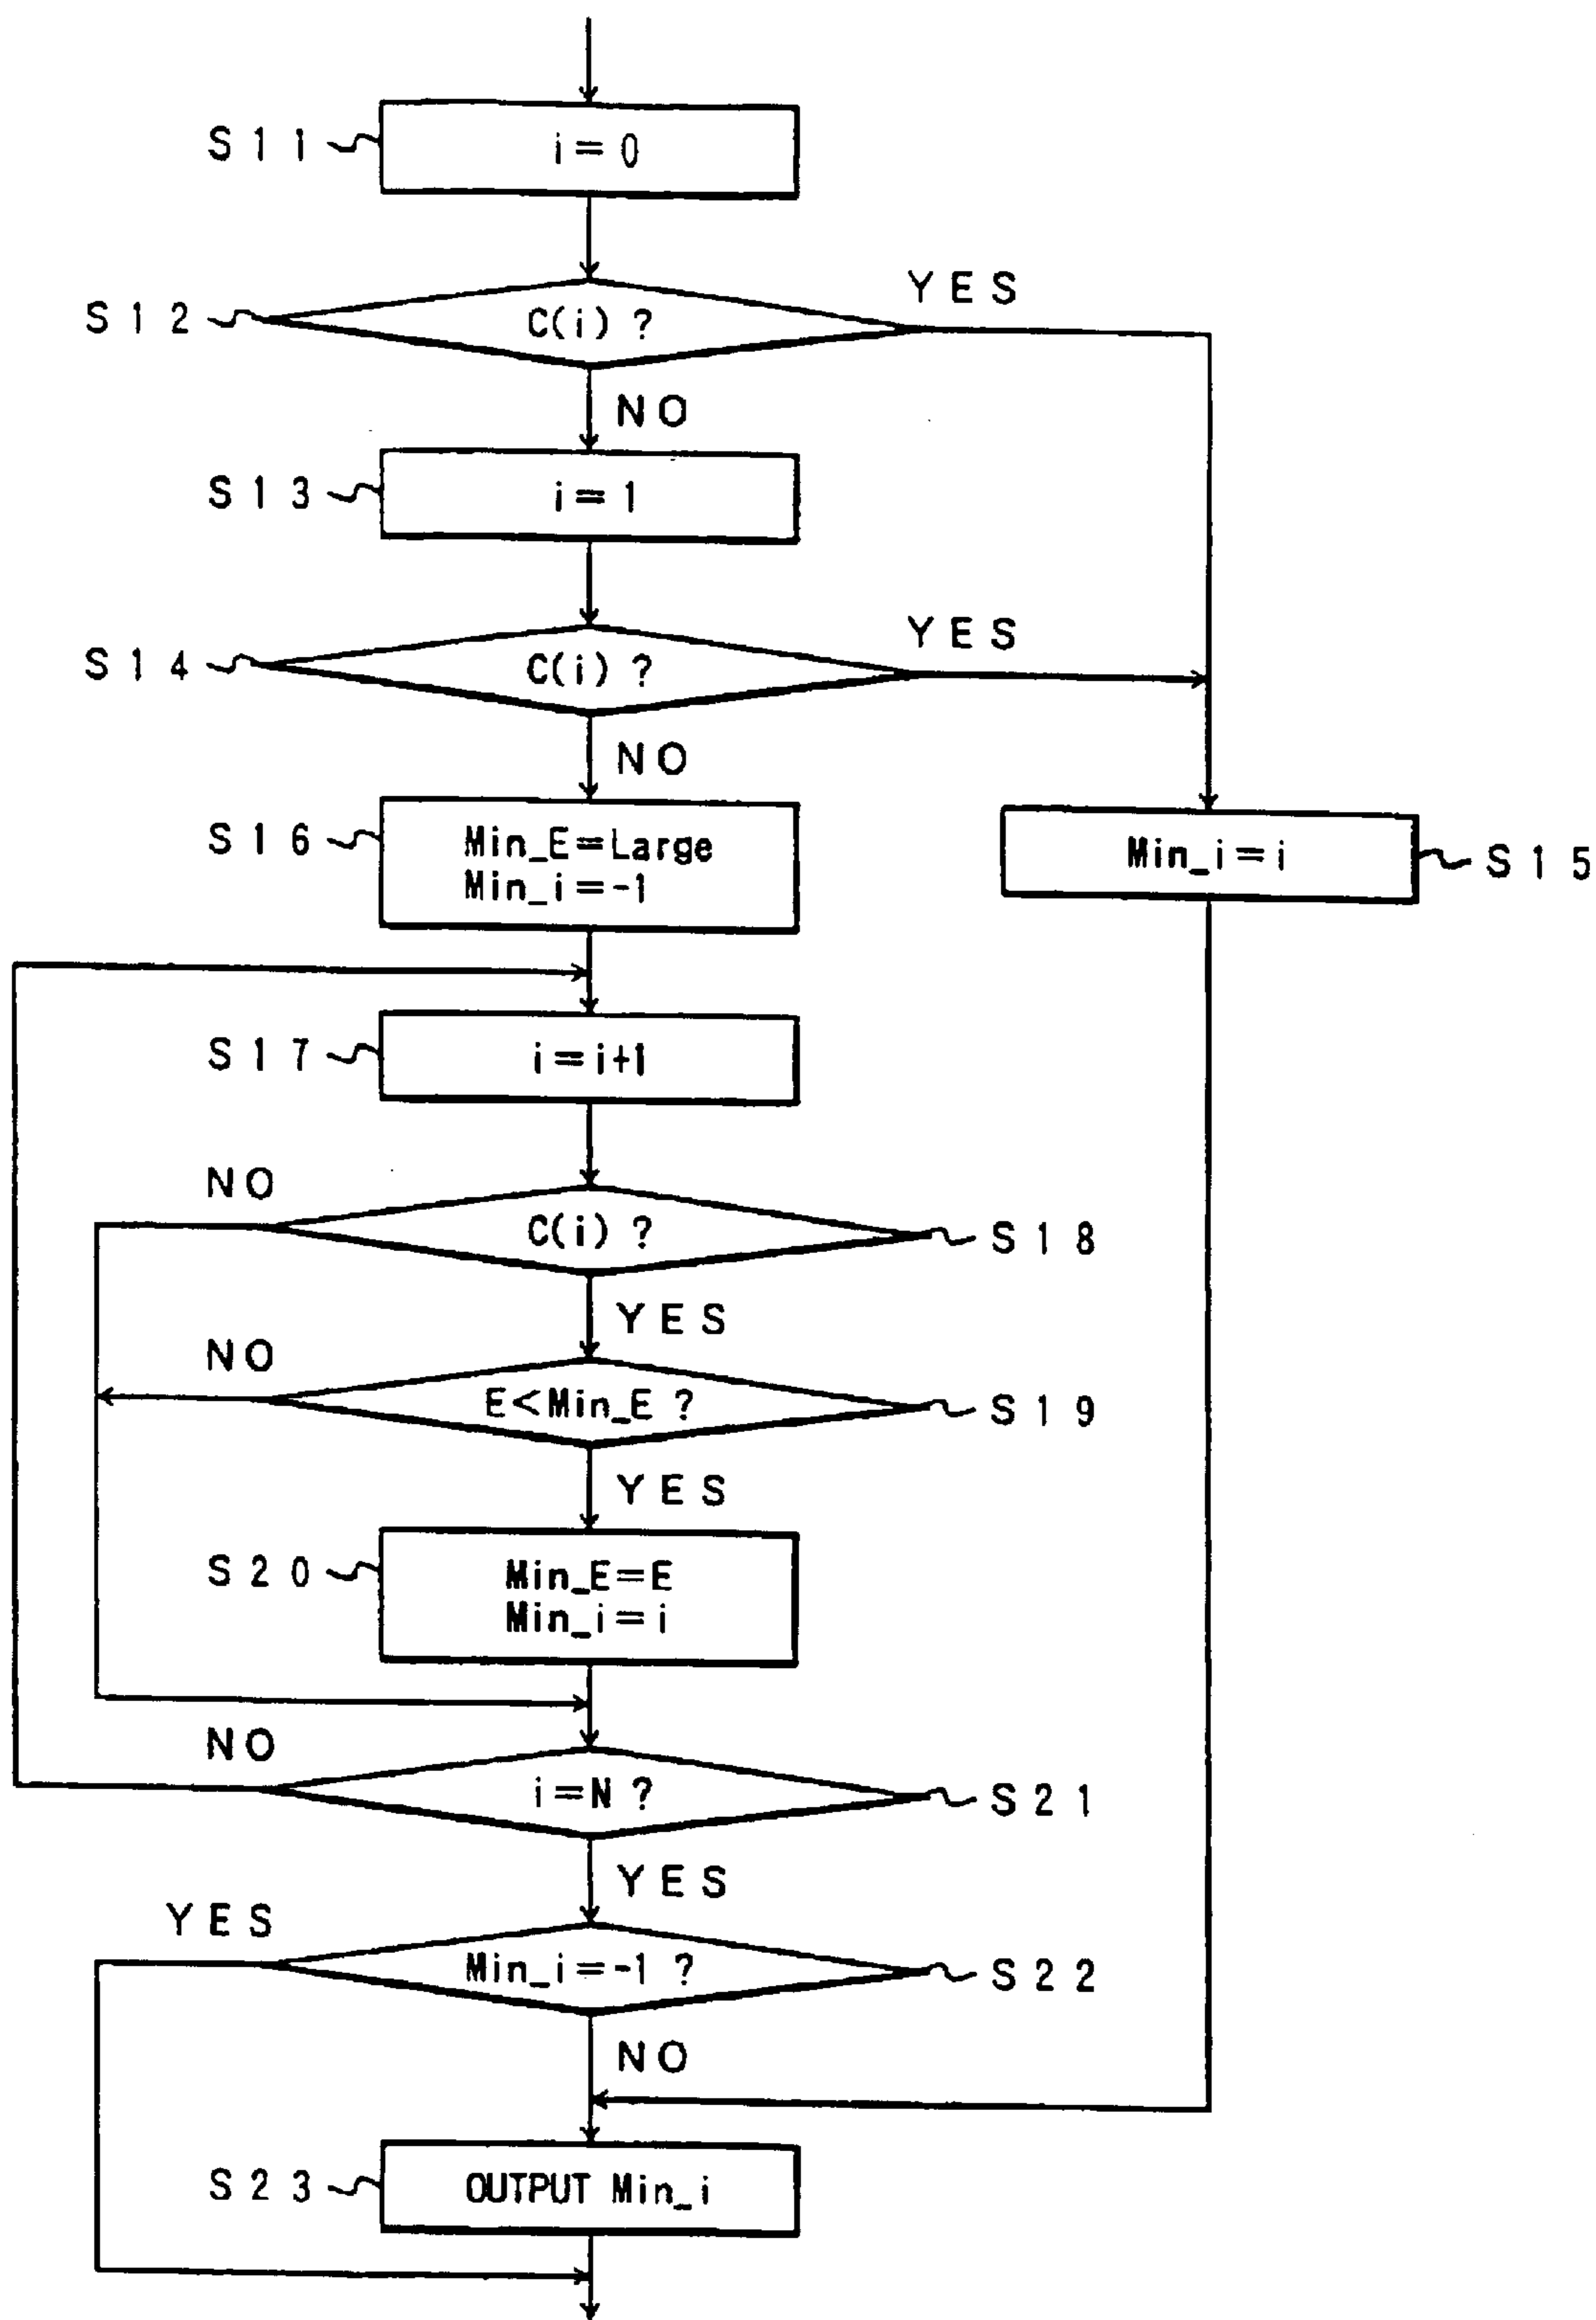 S11
i=0
YES
S12
C(i) ?
NO
S13
i=1
YES
S14
C(i) ?
NO
S16
Min_E=Large
Min_i=-1
Min_i=i
S15
S17
i=i+1
NO
C(i) ?
S18
YES
NO
E<Min_E ?
S19
YES
S20
Min_E=E
Min_i=i
NO
i=N ?
S21
YES
YES
Min_i=-1 ?
S22
NO
S23
OUTPUT Min_i